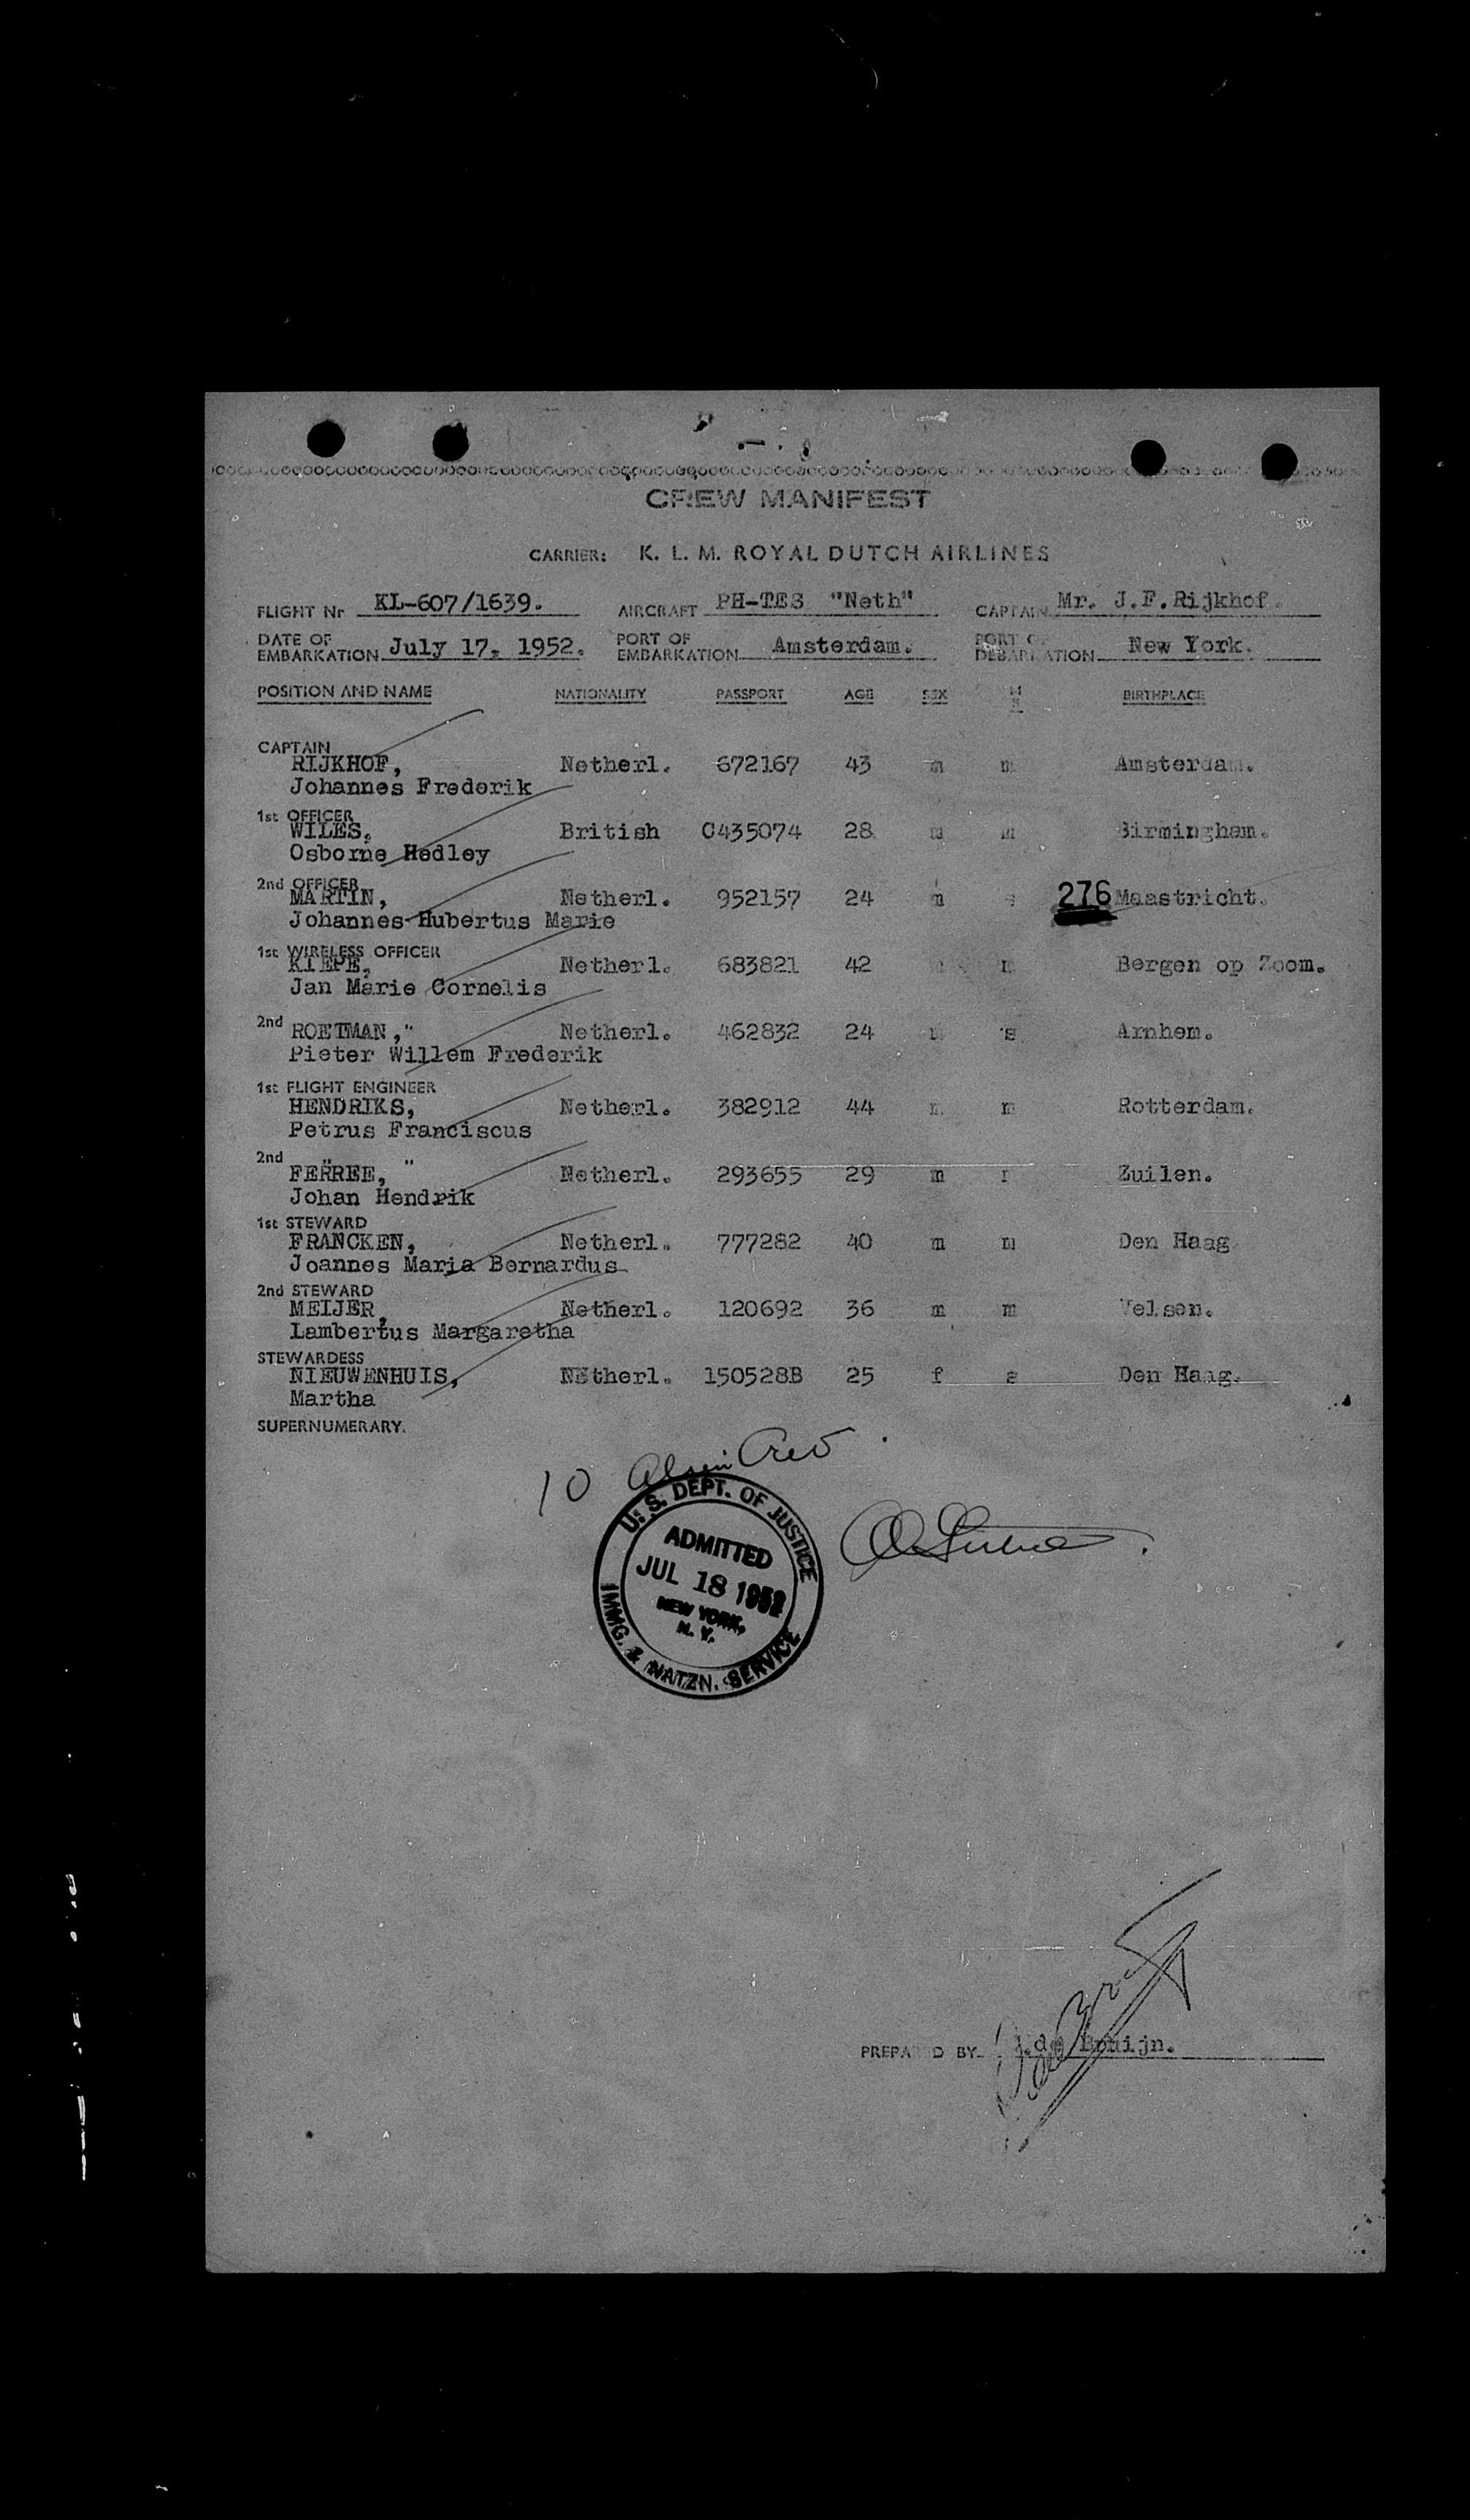 CREW MANIFEST
CARRIER: K. L. M. ROYAL DUTCH AIRLINES
FLIGHT Nr KL-607/1639. AIRCRAFT PH-TES "Neth" CAPTAIN Mr. J.F.Rijkhof.
DATE OF EMBARKATION July 17, 1952. PORT OF EMBARKATION Amsterdam. PORT OF DEBARKATION New York.
POSITION AND NAME NATIONALITY PASSPORT AGE SEX M S BIRTHPLACE
CAPTAIN
RIJKHOF, Netherl. 672167 43 m m Amsterdam.
Johannes Frederik
1st OFFICER
WILES, British C435074 28 m m Birmingham.
Osborne Hedley
2nd OFFICER
MARTIN, Netherl. 952157 24 m s 276 Maastricht.
Johannes Hubertus Marie
1st WIRELESS OFFICER
KIEPE, Netherl. 683821 42 m m Bergen op Zoom.
Jan Marie Cornelis
2nd ROETMAN," Netherl. 462832 24 m s Arnhem.
Pieter Willem Frederik
1st FLIGHT ENGINEER
HENDRIKS, Netherl. 382912 44 m m Rotterdam.
Petrus Franciscus
2nd " "
FERREE, Netherl. 293655 29 m Zuilen.
Johan Hendrik
1st STEWARD
FRANCKEN, Netherl. 777282 40 m m Den Haag
Joannes Maria Bernardus
2nd STEWARD
MEIJER, Netherl. 120692 36 m m Velsen.
Lambertus Margaretha
STEWARDESS
NIEUWENHUIS, Netherl. 150528B 25 f s Den Haag.
Martha
SUPERNUMERARY.
10 Alien Crew
U.S. DEPT. OF JUSTICE
ADMITTED
JUL 18 1952
NEW YORK,
N. Y.
IMMG. & NATZN. SERVICE
PREPARED BY de Bruijn.